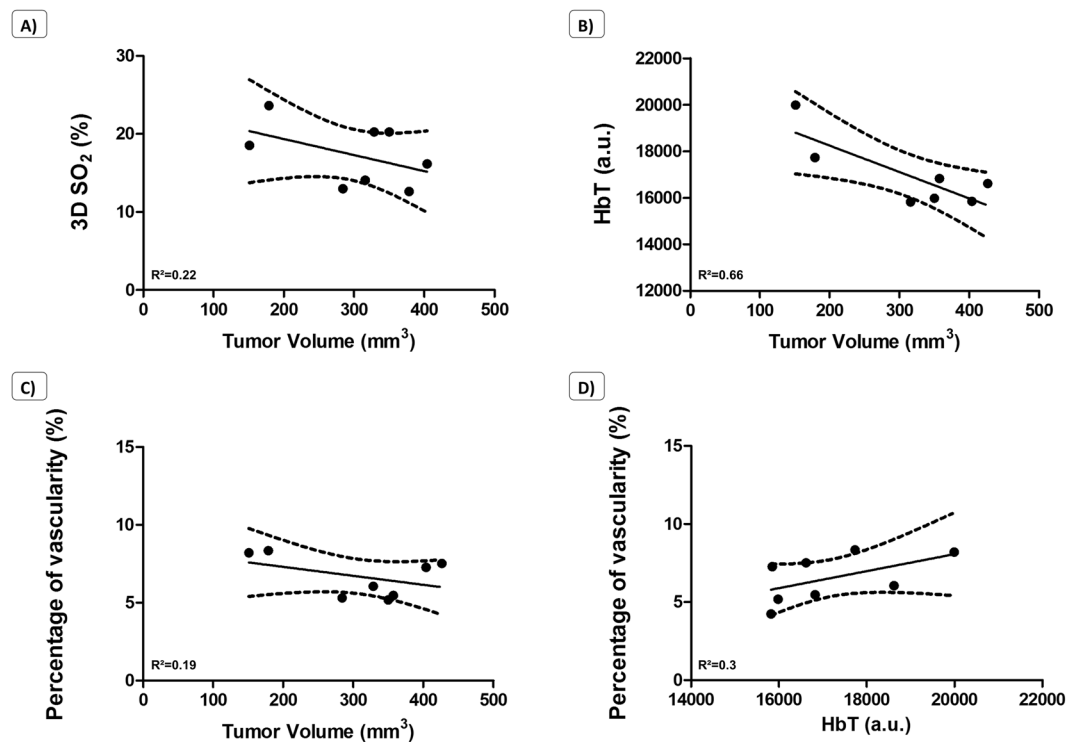 A)
3D SO₂ (%)
30
20
10
0
R²=0.22
0 100 200 300 400 500
Tumor Volume (mm³)
B)
HbT (a.u.)
22000
20000
18000
16000
14000
12000
R²=0.66
0 100 200 300 400 500
Tumor Volume (mm³)
C)
Percentage of vascularity (%)
15
10
5
0
R²=0.19
0 100 200 300 400 500
Tumor Volume (mm³)
D)
Percentage of vascularity (%)
15
10
5
0
R²=0.3
14000 16000 18000 20000 22000
HbT (a.u.)